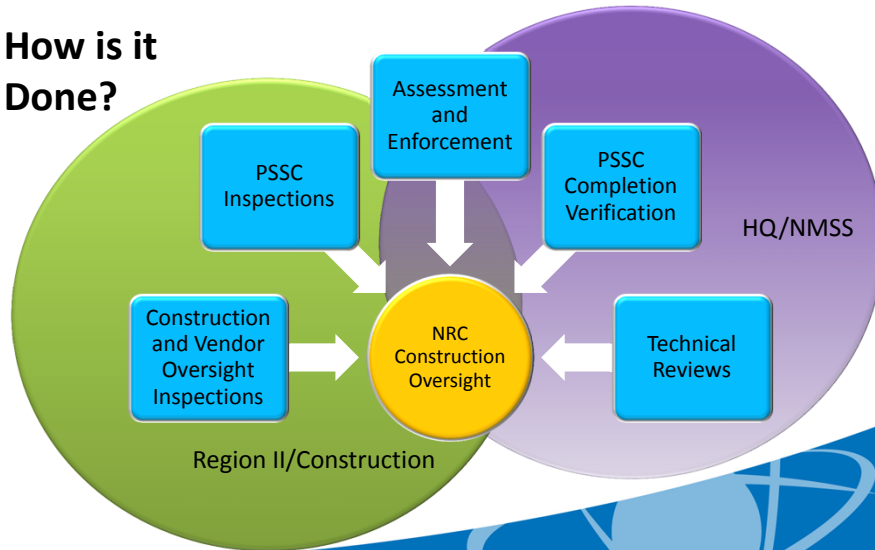 How is it
Done?
Assessment
and
Enforcement
PSSC
Inspections
PSSC
Completion
Verification
HQ/NMSS
Construction
and Vendor
Oversight
Inspections
NRC
Construction
Oversight
Technical
Reviews
Region II/Construction